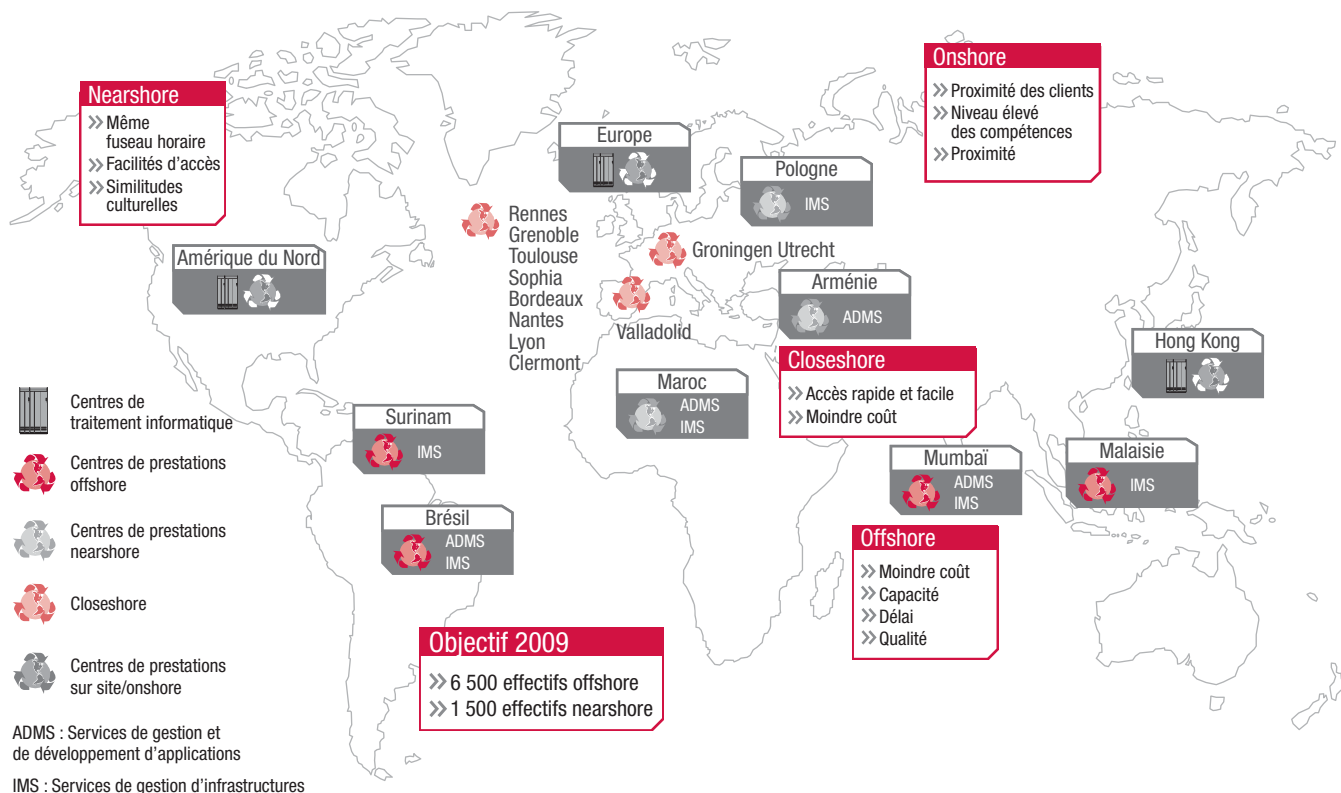 Nearshore
>> Même
fuseau horaire
>> Facilités d'accès
>> Similitudes
culturelles
Onshore
>> Proximité des clients
>> Niveau élevé
des compétences
>> Proximité
Europe
Pologne
IMS
Rennes
Grenoble
Toulouse
Sophia
Bordeaux
Nantes
Lyon
Clermont
Groningen Utrecht
Valladolid
Amérique du Nord
Arménie
ADMS
Hong Kong
Closeshore
>> Accès rapide et facile
>> Moindre coût
Maroc
ADMS
IMS
Surinam
IMS
Mumbaï
ADMS
IMS
Malaisie
IMS
Brésil
ADMS
IMS
Offshore
>> Moindre coût
>> Capacité
>> Délai
>> Qualité
Objectif 2009
>> 6 500 effectifs offshore
>> 1 500 effectifs nearshore
Centres de
traitement informatique
Centres de prestations
offshore
Centres de prestations
nearshore
Closeshore
Centres de prestations
sur site/onshore
ADMS : Services de gestion et
de développement d'applications
IMS : Services de gestion d'infrastructures